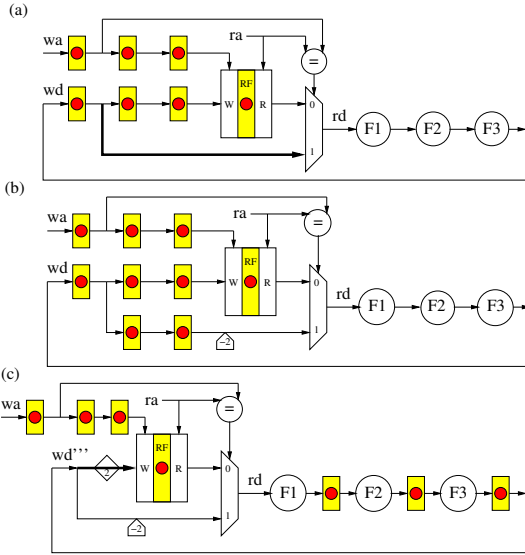 (a)
wa
ra
=
RF
wd
W
R
0
rd
F1
F2
F3
1
(b)
wa
ra
=
RF
wd
W
R
0
rd
F1
F2
F3
1
−2
(c)
wa
ra
=
RF
wd'''
2
W
R
0
rd
F1
F2
F3
−2
1